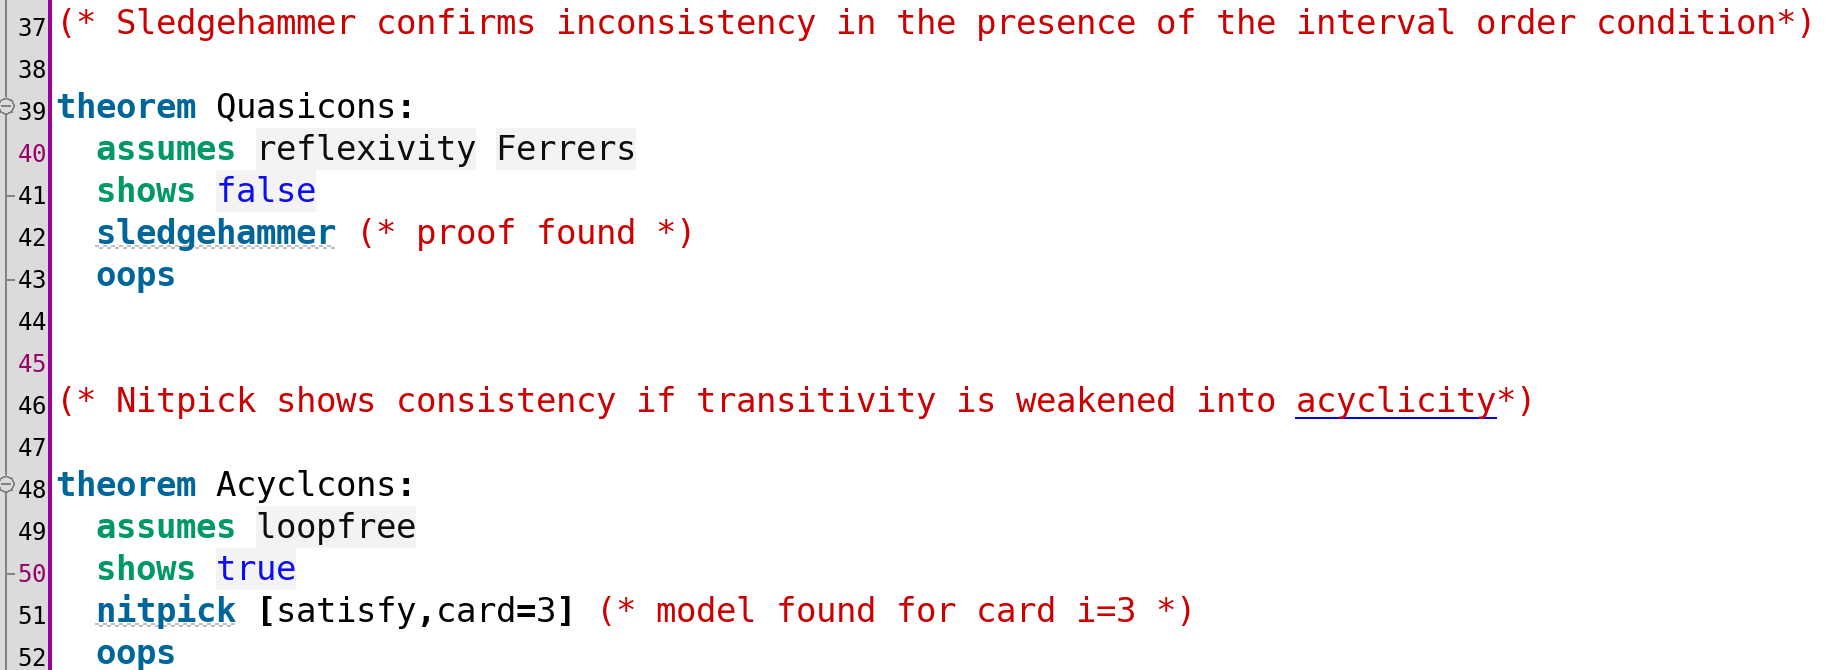 37 (* Sledgehammer confirms inconsistency in the presence of the interval order condition*)
38
39 theorem Quasicons:
40   assumes reflexivity Ferrers
41   shows false
42   sledgehammer (* proof found *)
43   oops
44
45
46 (* Nitpick shows consistency if transitivity is weakened into acyclicity*)
47
48 theorem Acyclcons:
49   assumes loopfree
50   shows true
51   nitpick [satisfy,card=3] (* model found for card i=3 *)
52   oops